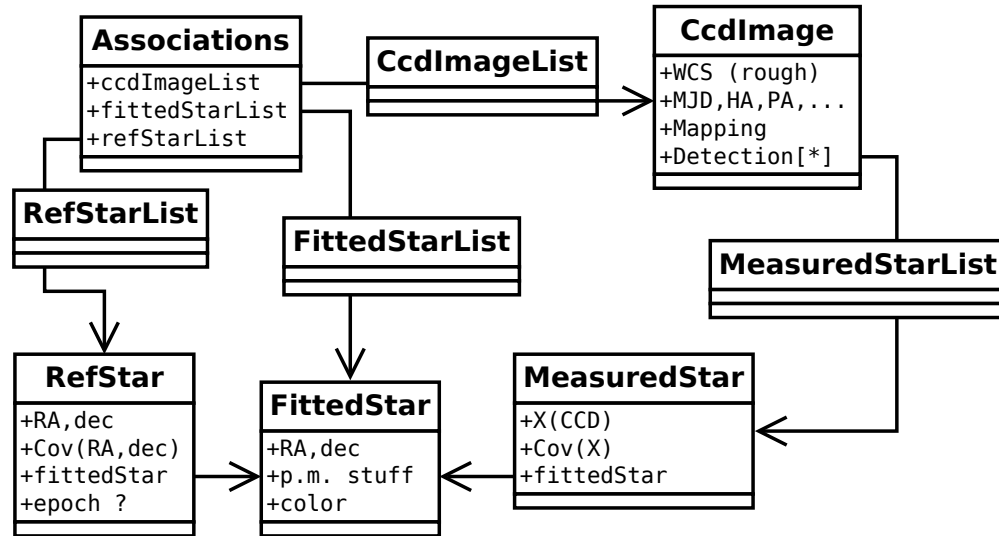 Associations
+ccdImageList
+fittedStarList
+refStarList
CcdImageList
CcdImage
+WCS (rough)
+MJD,HA,PA,...
+Mapping
+Detection[*]
RefStarList
FittedStarList
MeasuredStarList
RefStar
+RA,dec
+Cov(RA,dec)
+fittedStar
+epoch ?
FittedStar
+RA,dec
+p.m. stuff
+color
MeasuredStar
+X(CCD)
+Cov(X)
+fittedStar